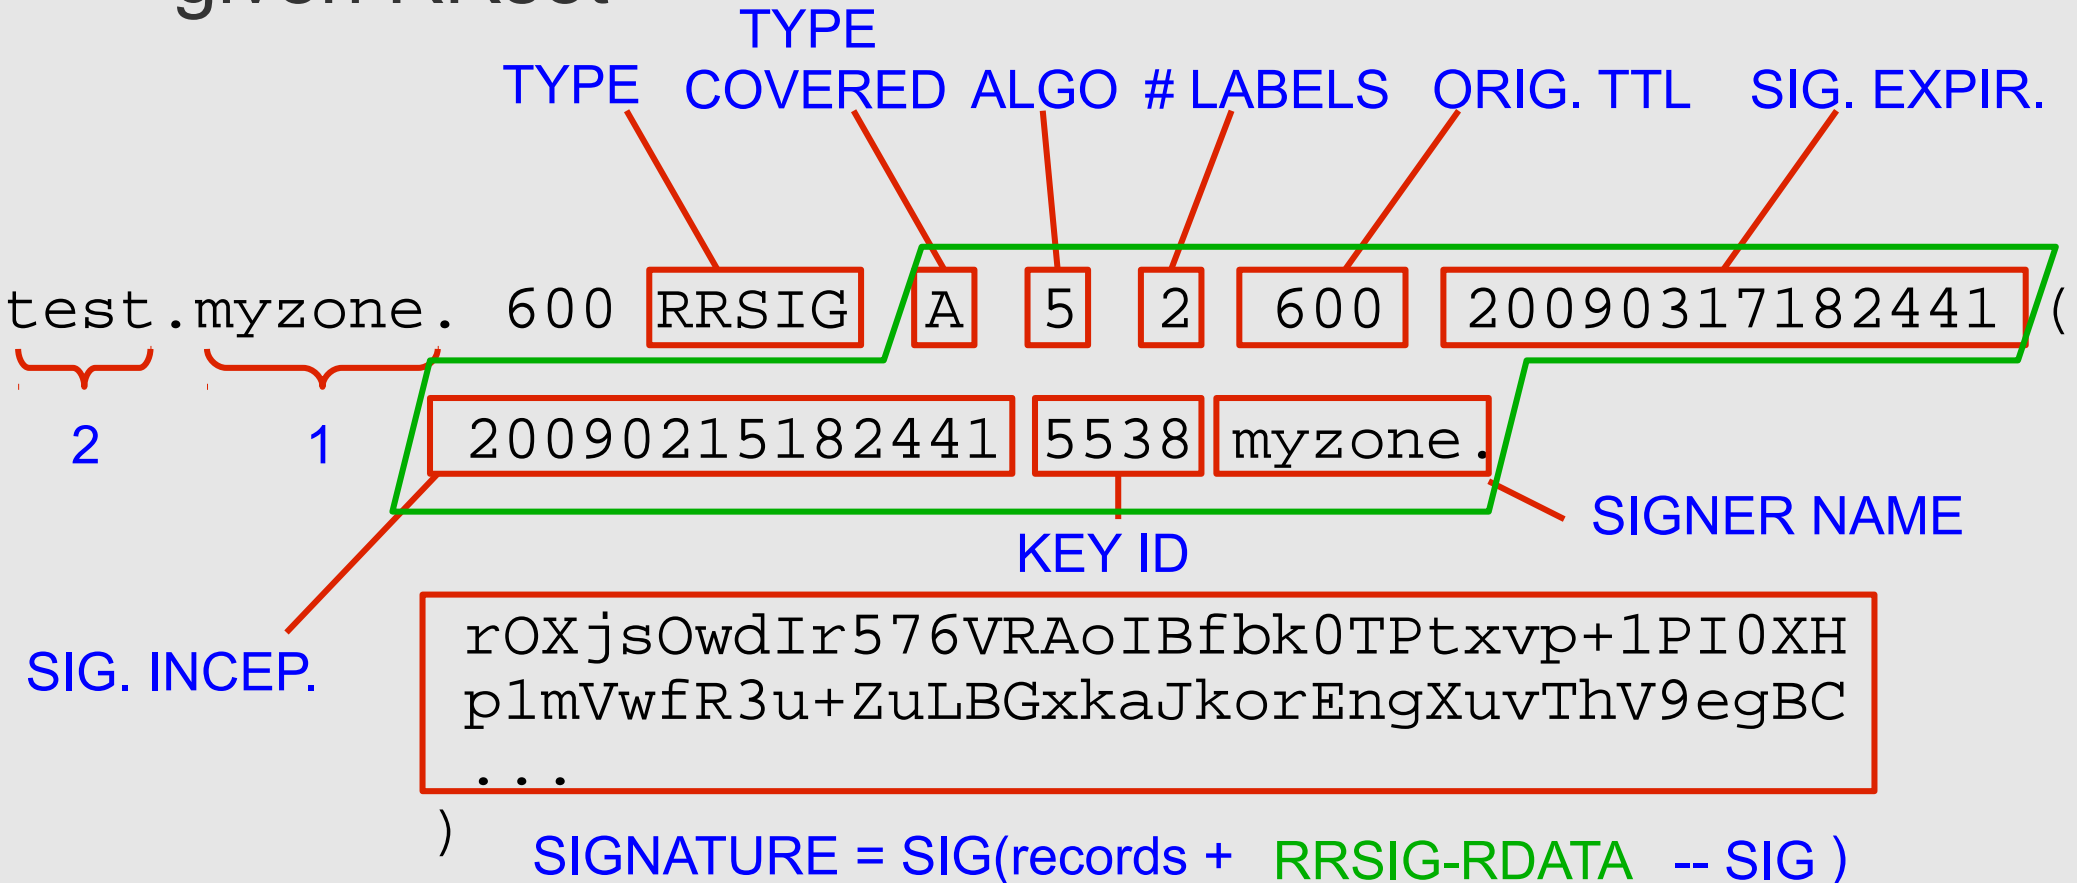 given RRset
TYPE
TYPE COVERED ALGO # LABELS ORIG. TTL SIG. EXPIR.
test.myzone. 600 RRSIG A 5 2 600 20090317182441 (
2 1
20090215182441 5538 myzone.
SIGNER NAME
KEY ID
SIG. INCEP.
rOXjsOwdIr576VRAoIBfbk0TPtxvp+1PI0XH
p1mVwfR3u+ZuLBGxkaJkorEngXuvThV9egBC
...
)
SIGNATURE = SIG(records + RRSIG-RDATA -- SIG )